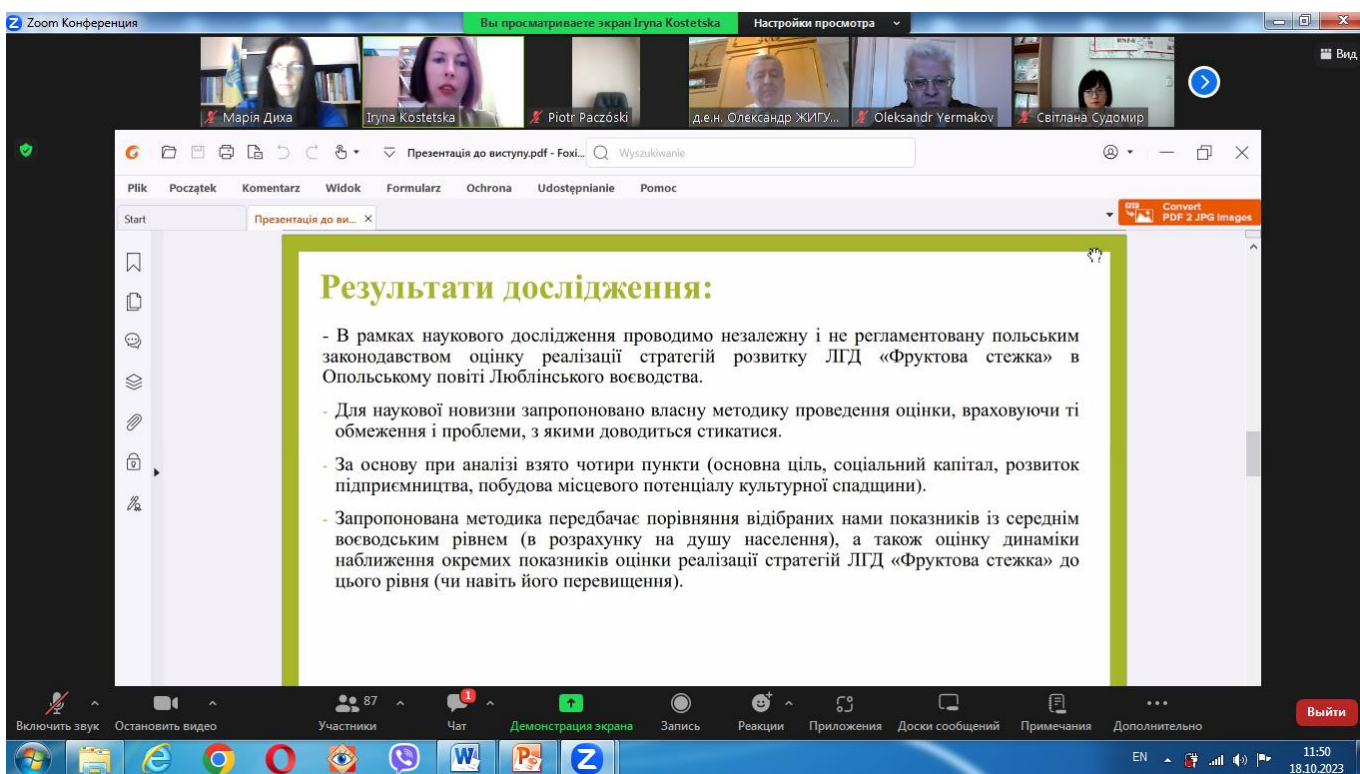 Zoom Конференция
Вы просматриваете экран Iryna Kostetska
Настройки просмотра
Вид
Марія Диха
Iryna Kostetska
Piotr Paczóski
д.е.н. Олександр ЖИГУ...
Oleksandr Yermakov
Світлана Судомир
Презентація до виступу.pdf - Foxi...
Wyszukiwanie
Plik Początek Komentarz Widok Formularz Ochrona Udostępnianie Pomoc
Start
Презентація до ви...
Convert
PDF 2 JPG Images
Результати дослідження:
- В рамках наукового дослідження проводимо незалежну і не регламентовану польським
законодавством оцінку реалізації стратегій розвитку ЛГД «Фруктова стежка» в
Опольському повіті Люблінського воєводства.
- Для наукової новизни запропоновано власну методику проведення оцінки, враховуючи ті
обмеження і проблеми, з якими доводиться стикатися.
- За основу при аналізі взято чотири пункти (основна ціль, соціальний капітал, розвиток
підприємництва, побудова місцевого потенціалу культурної спадщини).
- Запропонована методика передбачає порівняння відібраних нами показників із середнім
воєводським рівнем (в розрахунку на душу населення), а також оцінку динаміки
наближення окремих показників оцінки реалізації стратегій ЛГД «Фруктова стежка» до
цього рівня (чи навіть його перевищення).
87
1
Включить звук Остановить видео Участники Чат Демонстрация экрана Запись Реакции Приложения Доски сообщений Примечания Дополнительно
Выйти
EN
11:50
18.10.2023